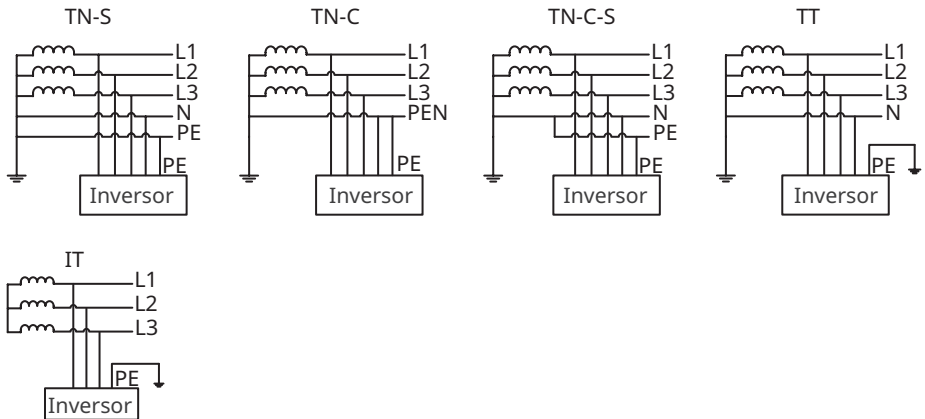 TN-S
L1
L2
L3
N
PE
PE
Inversor
TN-C
L1
L2
L3
PEN
PE
Inversor
TN-C-S
L1
L2
L3
N
PE
PE
Inversor
TT
L1
L2
L3
N
PE
Inversor
IT
L1
L2
L3
PE
Inversor